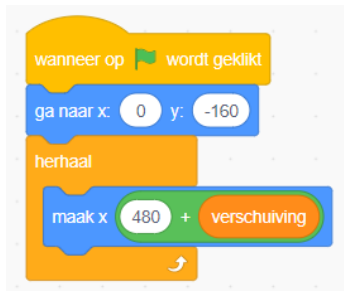 wanneer op wordt geklikt
ga naar x: 0 y: -160
herhaal
maak x 480 + verschuiving